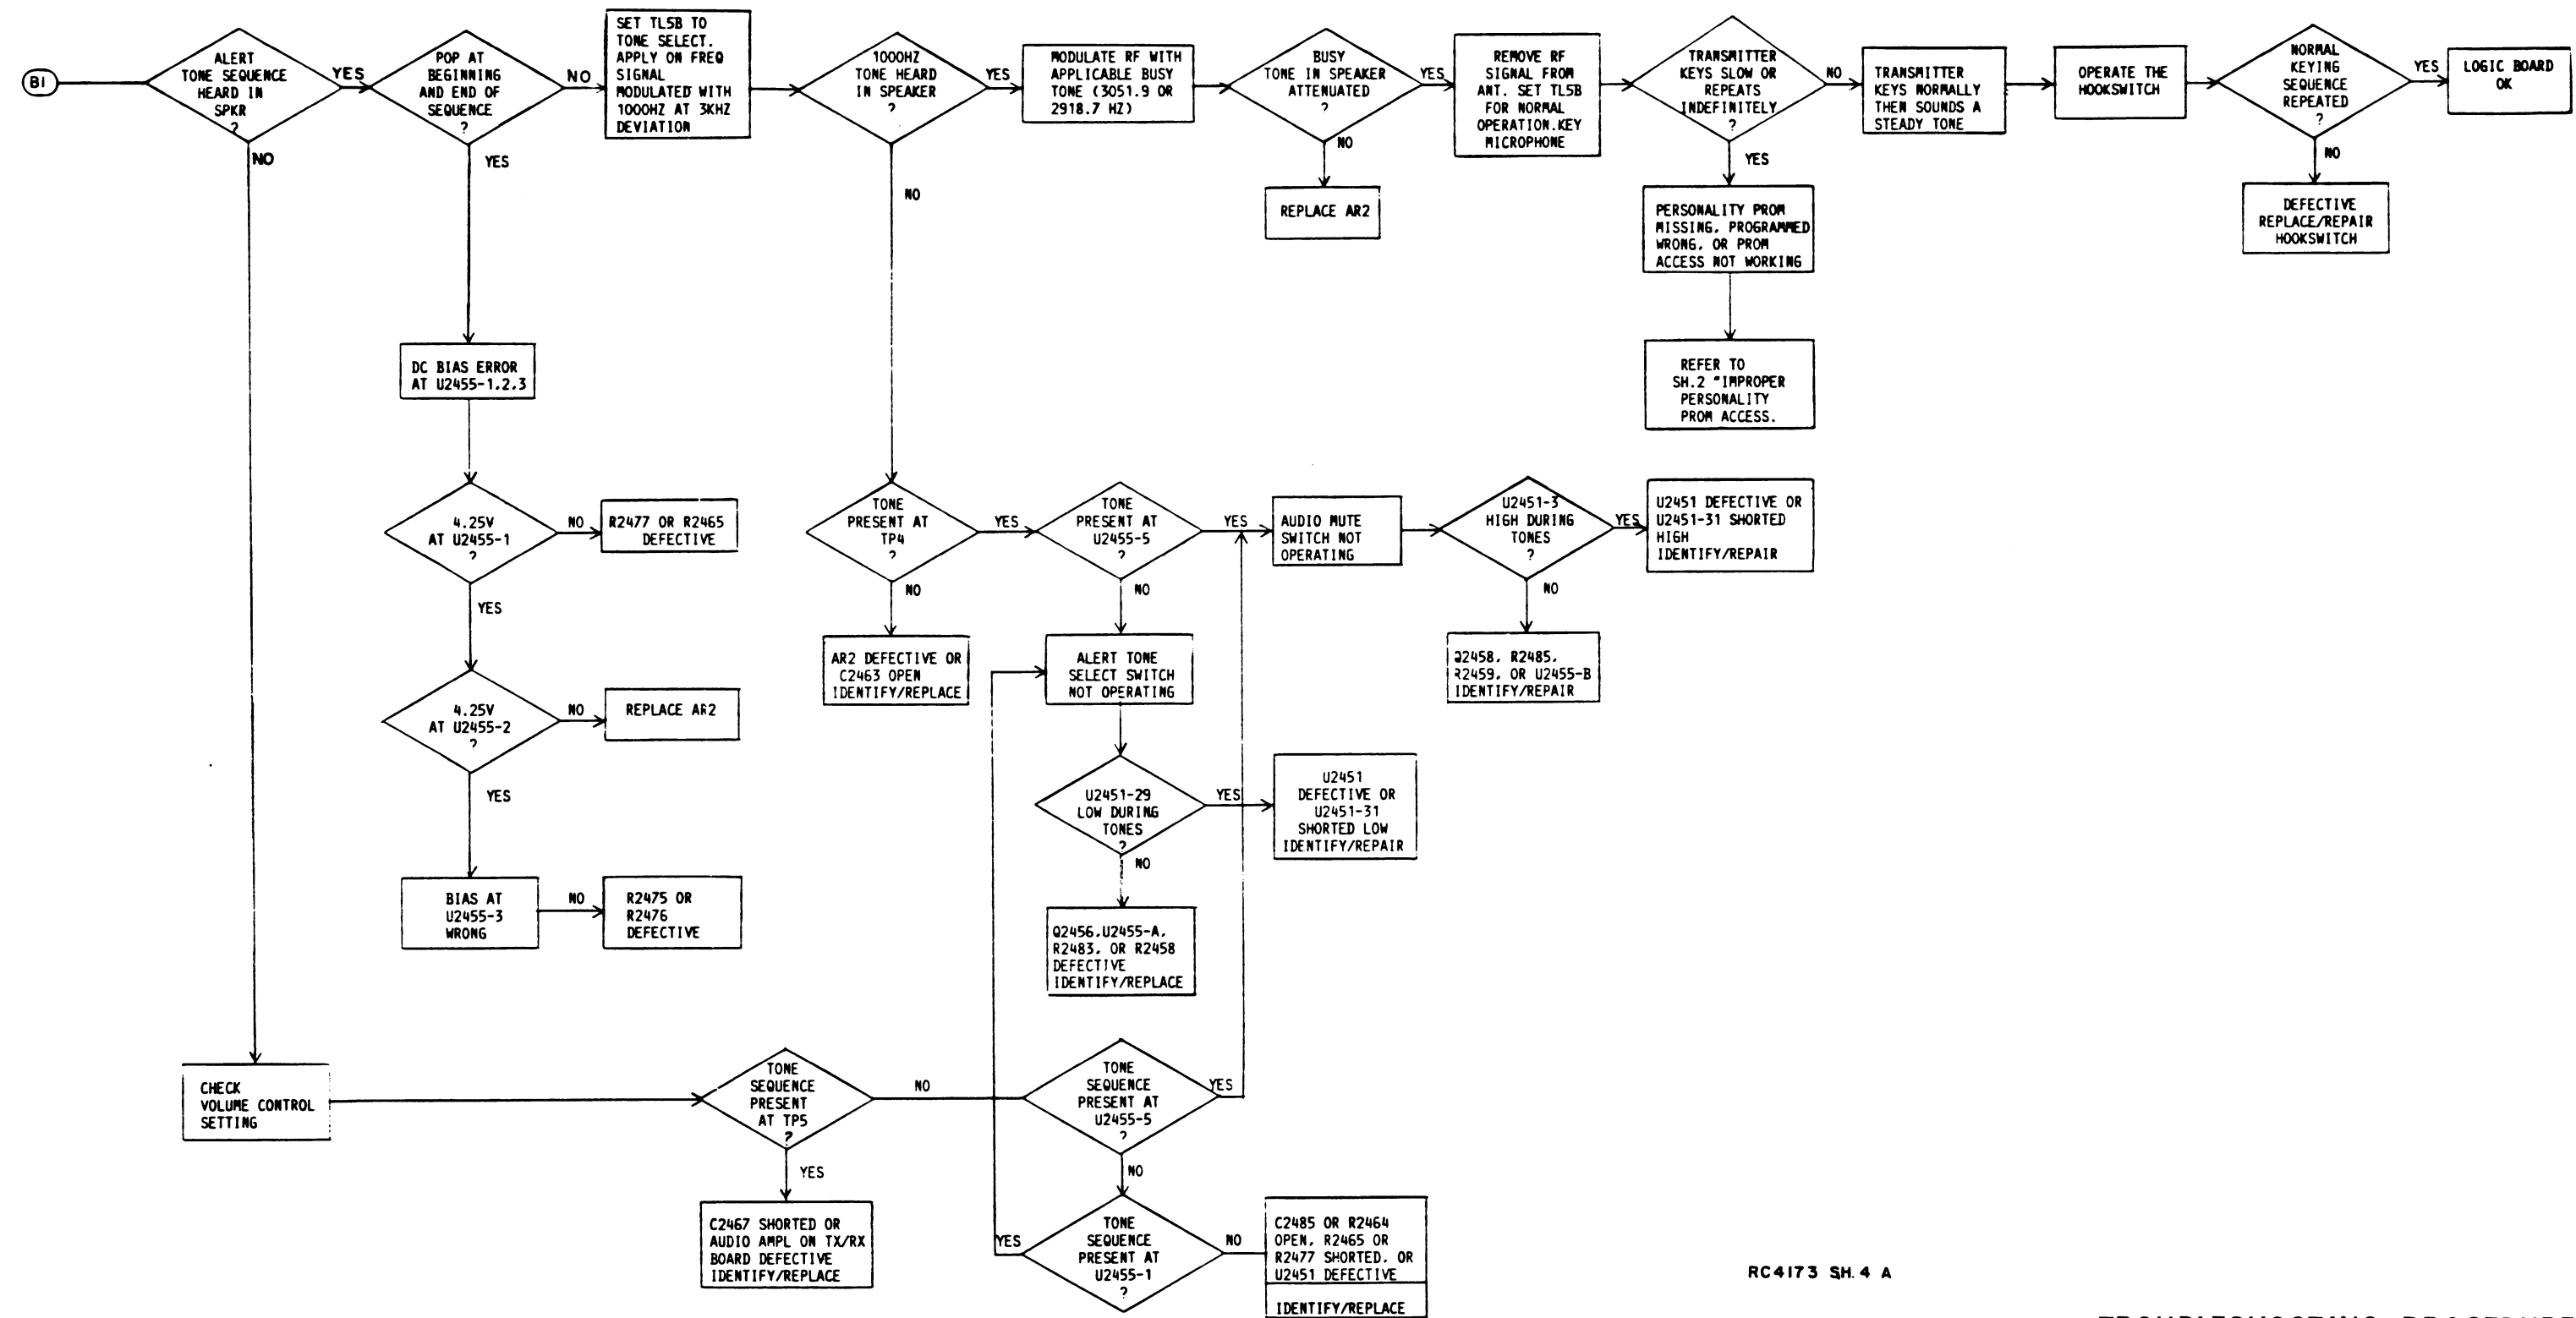 B1
ALERT
TONE SEQUENCE
HEARD IN
SPKR
?
YES
NO
POP AT
BEGINNING
AND END OF
SEQUENCE
?
NO
YES
SET TL5B TO
TONE SELECT.
APPLY ON FREQ
SIGNAL
MODULATED WITH
1000HZ AT 3KHZ
DEVIATION
1000HZ
TONE HEARD
IN SPEAKER
?
YES
NO
MODULATE RF WITH
APPLICABLE BUSY
TONE (3051.9 OR
2918.7 HZ)
BUSY
TONE IN SPEAKER
ATTENUATED
?
YES
NO
REPLACE AR2
REMOVE RF
SIGNAL FROM
ANT. SET TL5B
FOR NORMAL
OPERATION.KEY
MICROPHONE
TRANSMITTER
KEYS SLOW OR
REPEATS
INDEFINITELY
?
NO
YES
PERSONALITY PROM
MISSING, PROGRAMMED
WRONG, OR PROM
ACCESS NOT WORKING
REFER TO
SH.2 "IMPROPER
PERSONALITY
PROM ACCESS.
TRANSMITTER
KEYS NORMALLY
THEN SOUNDS A
STEADY TONE
OPERATE THE
HOOKSWITCH
NORMAL
KEYING
SEQUENCE
REPEATED
?
YES
NO
LOGIC BOARD
OK
DEFECTIVE
REPLACE/REPAIR
HOOKSWITCH
DC BIAS ERROR
AT U2455-1.2.3
4.25V
AT U2455-1
?
NO
YES
R2477 OR R2465
DEFECTIVE
4.25V
AT U2455-2
?
NO
YES
REPLACE AR2
BIAS AT
U2455-3
WRONG
NO
R2475 OR
R2476
DEFECTIVE
TONE
PRESENT AT
TP4
?
YES
NO
AR2 DEFECTIVE OR
C2463 OPEN
IDENTIFY/REPLACE
TONE
PRESENT AT
U2455-5
?
YES
NO
AUDIO MUTE
SWITCH NOT
OPERATING
U2451-3
HIGH DURING
TONES
?
YES
NO
U2451 DEFECTIVE OR
U2451-31 SHORTED
HIGH
IDENTIFY/REPAIR
Q2458, R2485,
R2459, OR U2455-B
IDENTIFY/REPAIR
ALERT TONE
SELECT SWITCH
NOT OPERATING
U2451-29
LOW DURING
TONES
?
YES
NO
U2451
DEFECTIVE OR
U2451-31
SHORTED LOW
IDENTIFY/REPAIR
Q2456.U2455-A,
R2483, OR R2458
DEFECTIVE
IDENTIFY/REPLACE
CHECK
VOLUME CONTROL
SETTING
TONE
SEQUENCE
PRESENT
AT TP5
?
NO
YES
C2467 SHORTED OR
AUDIO AMPL ON TX/RX
BOARD DEFECTIVE
IDENTIFY/REPLACE
TONE
SEQUENCE
PRESENT AT
U2455-5
?
YES
NO
TONE
SEQUENCE
PRESENT AT
U2455-1
?
YES
NO
C2485 OR R2464
OPEN, R2465 OR
R2477 SHORTED, OR
U2451 DEFECTIVE
IDENTIFY/REPLACE
RC4173 SH. 4 A